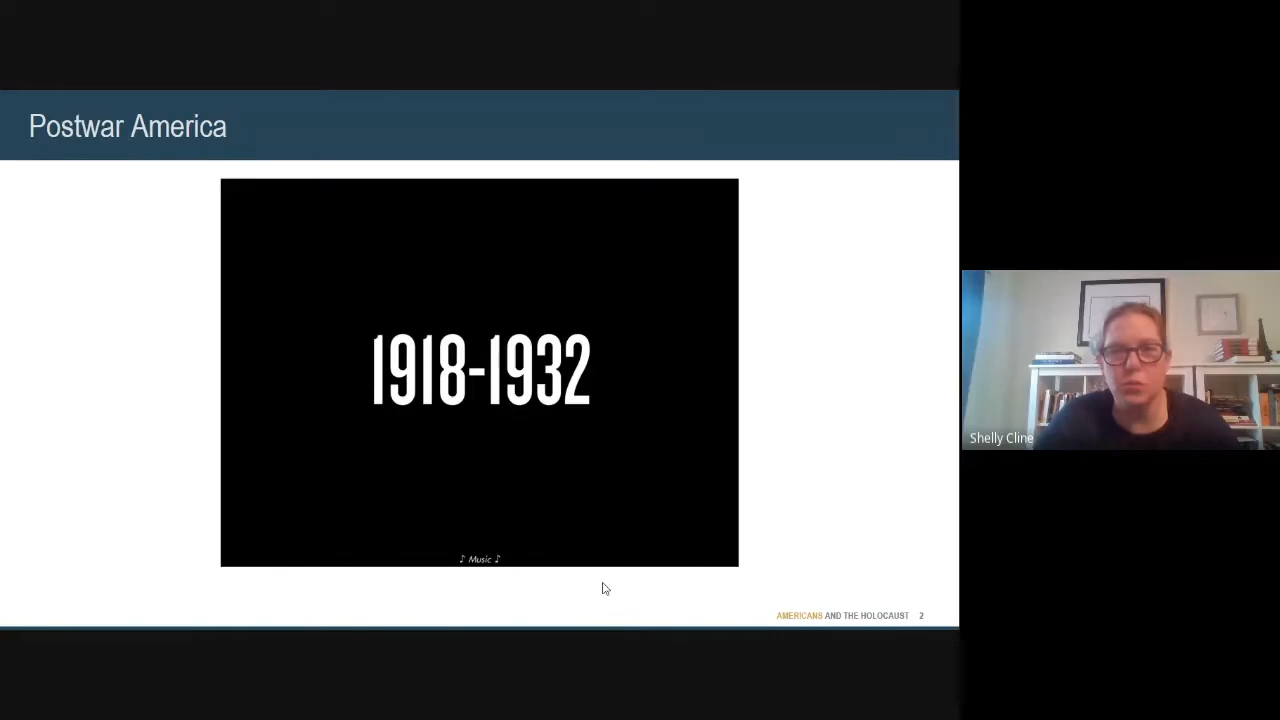 Postwar America
1918-1932
♪ Music ♪
AMERICANS AND THE HOLOCAUST 2
Shelly Cline